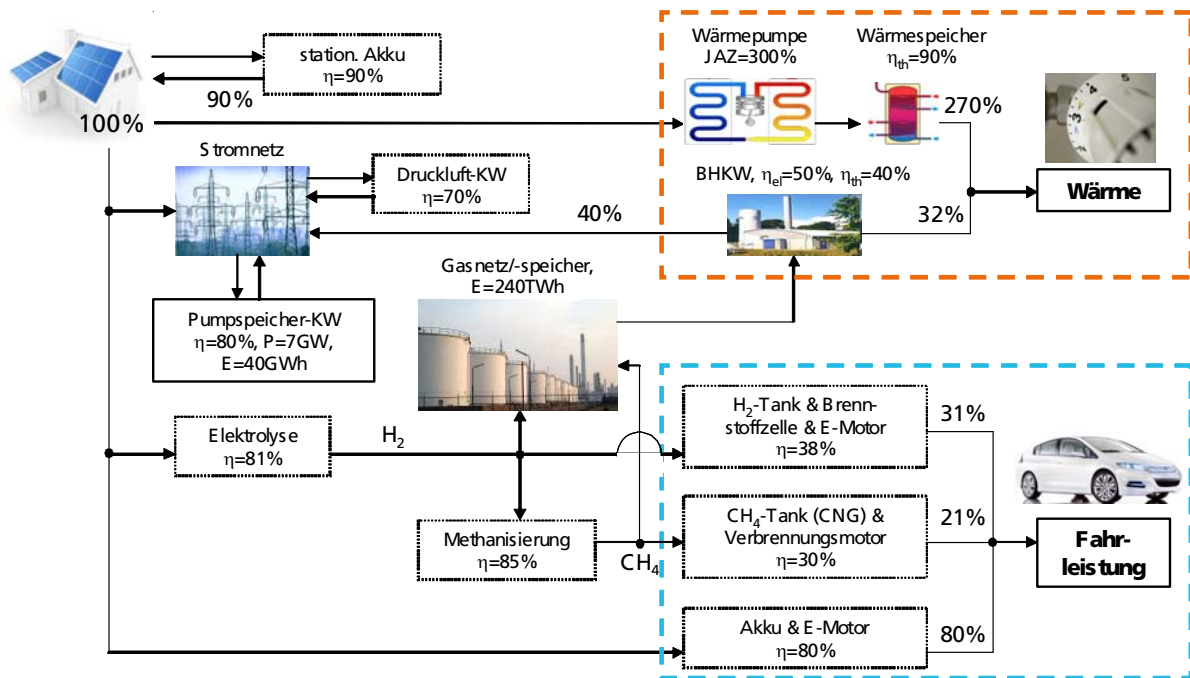 station. Akku
η=90%
90%
100%
Wärmepumpe
JAZ=300%
Wärmespeicher
ηth=90%
270%
Stromnetz
Druckluft-KW
η=70%
BHKW, ηel=50%, ηth=40%
40%
32%
Wärme
Gasnetz/-speicher,
E=240TWh
Pumpspeicher-KW
η=80%, P=7GW,
E=40GWh
Elektrolyse
η=81%
H2
H2-Tank & Brenn-
stoffzelle & E-Motor
η=38%
31%
Methanisierung
η=85%
CH4
CH4-Tank (CNG) &
Verbrennungsmotor
η=30%
21%
Fahr-
leistung
Akku & E-Motor
η=80%
80%